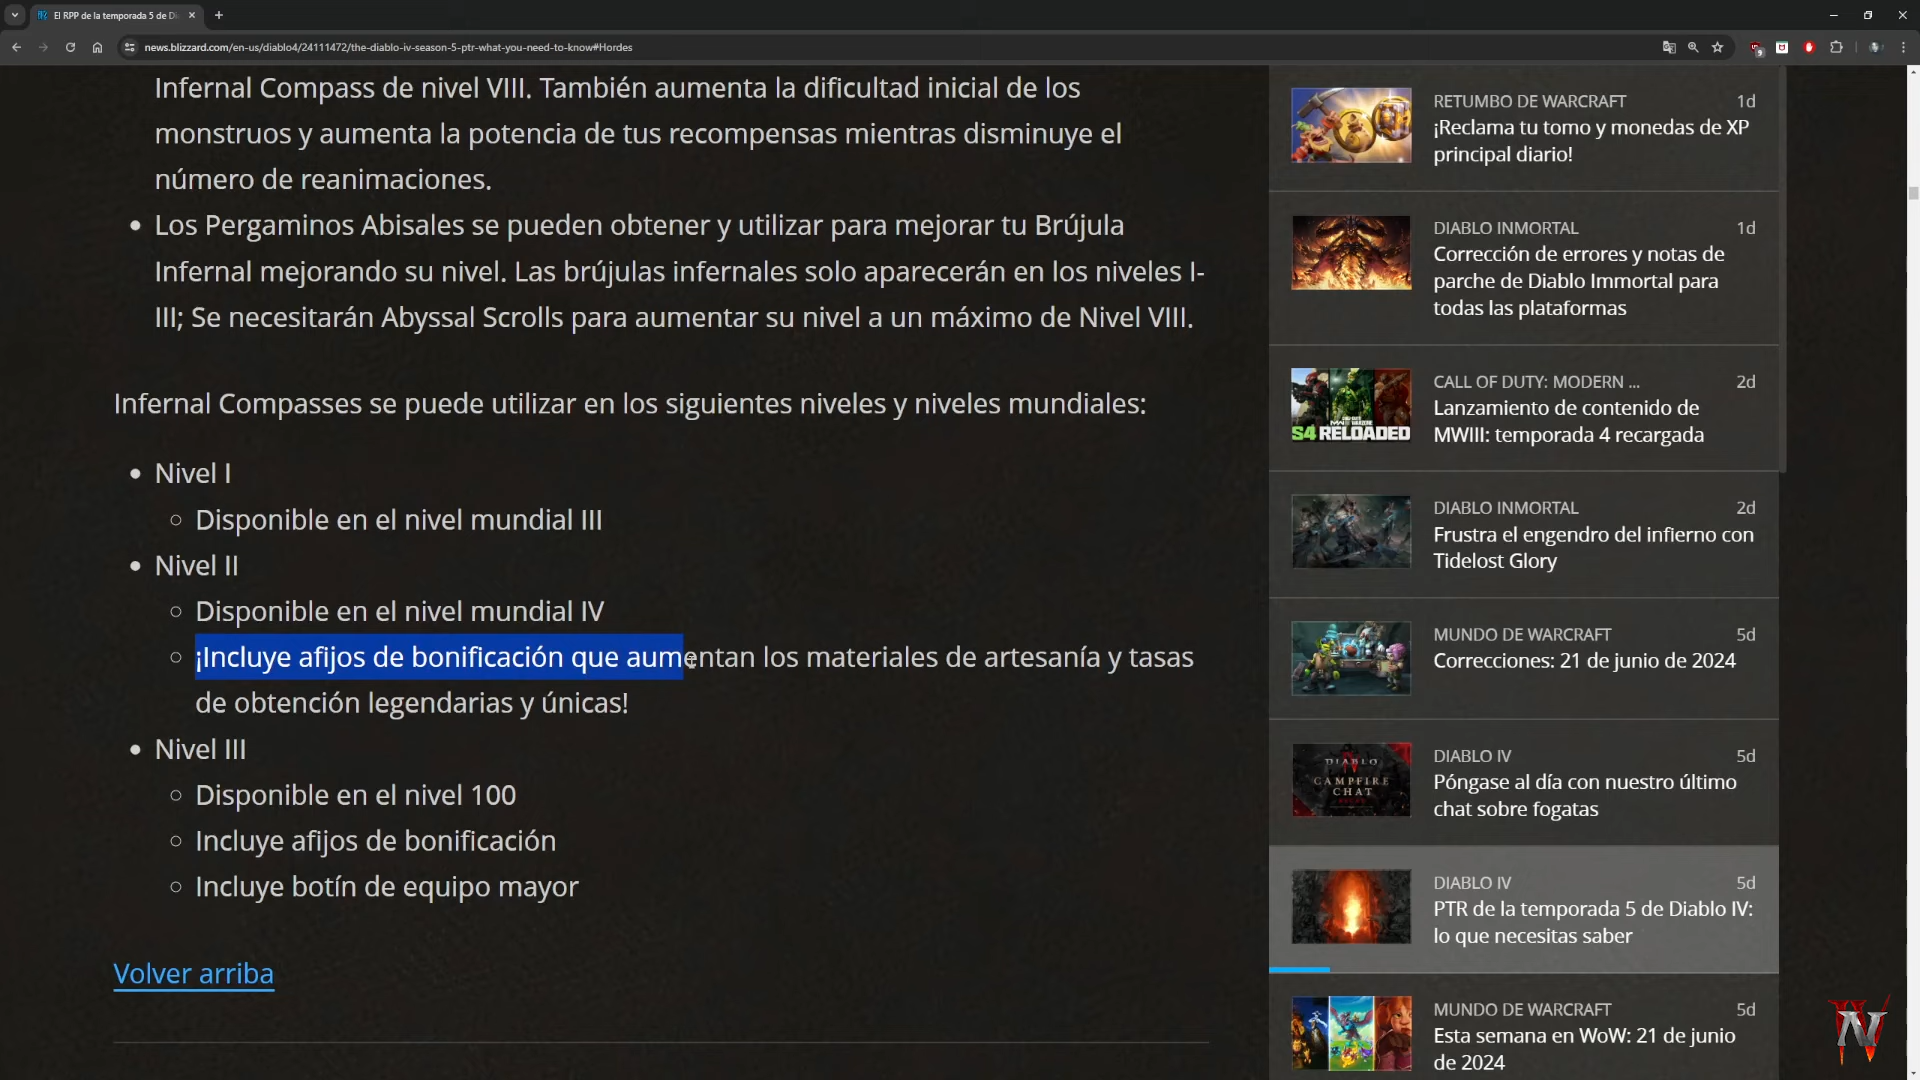 El RPP de la temporada 5 de Di
news.blizzard.com/en-us/diablo4/24111472/the-diablo-iv-season-5-ptr-what-you-need-to-know#Hordes
Infernal Compass de nivel VIII. También aumenta la dificultad inicial de los
monstruos y aumenta la potencia de tus recompensas mientras disminuye el
número de reanimaciones.
Los Pergaminos Abisales se pueden obtener y utilizar para mejorar tu Brújula
Infernal mejorando su nivel. Las brújulas infernales solo aparecerán en los niveles I-
III; Se necesitarán Abyssal Scrolls para aumentar su nivel a un máximo de Nivel VIII.
Infernal Compasses se puede utilizar en los siguientes niveles y niveles mundiales:
Nivel I
Disponible en el nivel mundial III
Nivel II
Disponible en el nivel mundial IV
¡Incluye afijos de bonificación que aumentan los materiales de artesanía y tasas
de obtención legendarias y únicas!
Nivel III
Disponible en el nivel 100
Incluye afijos de bonificación
Incluye botín de equipo mayor
Volver arriba
RETUMBO DE WARCRAFT 1d
¡Reclama tu tomo y monedas de XP
principal diario!
DIABLO INMORTAL 1d
Corrección de errores y notas de
parche de Diablo Immortal para
todas las plataformas
S4 RELOADED
CALL OF DUTY: MODERN ... 2d
Lanzamiento de contenido de
MWIII: temporada 4 recargada
DIABLO INMORTAL 2d
Frustra el engendro del infierno con
Tidelost Glory
MUNDO DE WARCRAFT 5d
Correcciones: 21 de junio de 2024
DIABLO
CAMPFIRE
CHAT
DIABLO IV 5d
Póngase al día con nuestro último
chat sobre fogatas
DIABLO IV 5d
PTR de la temporada 5 de Diablo IV:
lo que necesitas saber
MUNDO DE WARCRAFT 5d
Esta semana en WoW: 21 de junio
de 2024